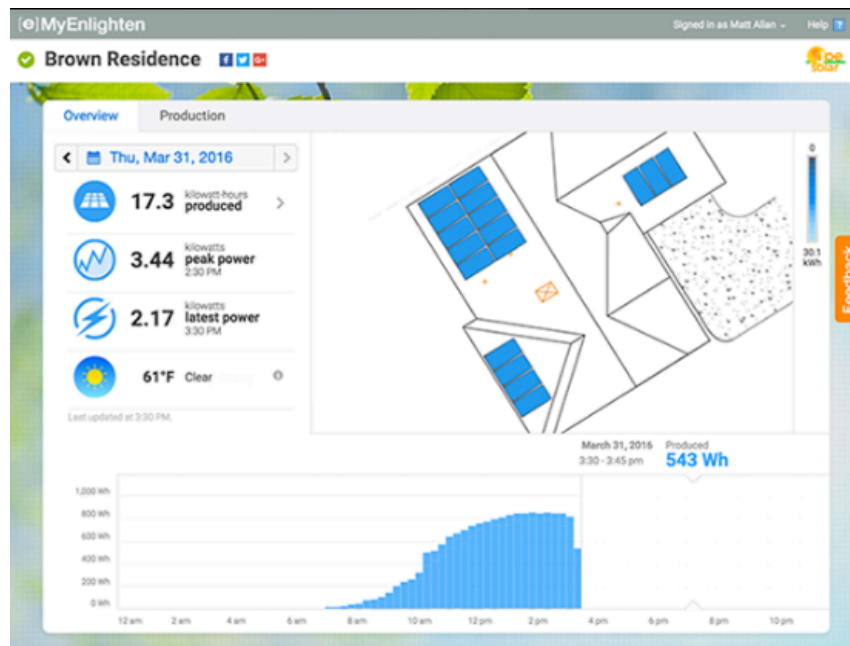 [e] MyEnlighten
Signed in as Matt Allan
Help ?
Brown Residence
f
G+
pe
solar
Overview
Production
Thu, Mar 31, 2016
17.3 kilowatt-hours
produced
3.44 kilowatts
peak power
2:30 PM
2.17 kilowatts
latest power
3:30 PM
61°F Clear
Last updated at 3:30 PM.
0
30.1
kWh
Feedback
March 31, 2016
3:30 - 3:45 pm
Produced
543 Wh
1,000 Wh
800 Wh
600 Wh
400 Wh
200 Wh
0 Wh
12 am 2 am 4 am 6 am 8 am 10 am 12 pm 2 pm 4 pm 6 pm 8 pm 10 pm